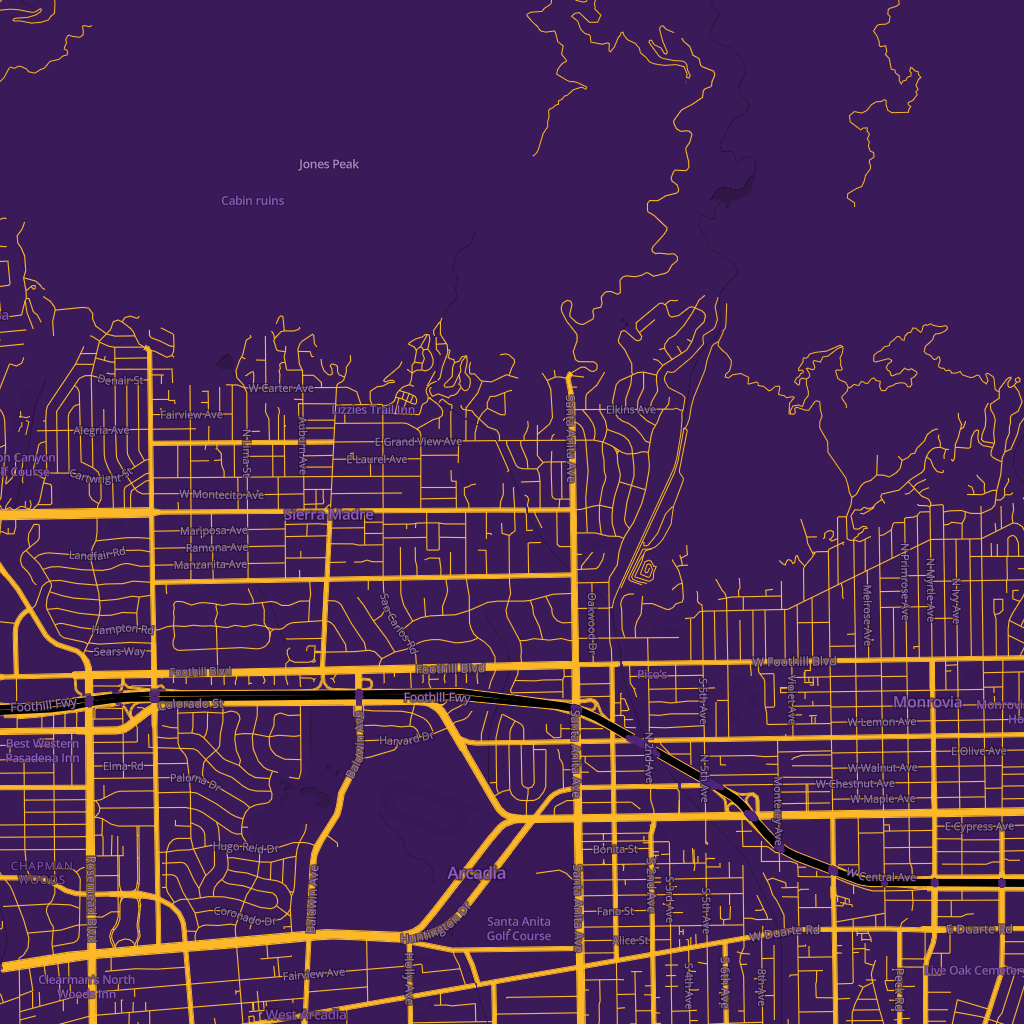 Jones Peak
Cabin ruins
Denair St
W Carter Ave
Fairview Ave
Lizzies Trail Inn
Elkins Ave
Santa Anita Ave
Alegria Ave
N Lima St
Auburn Ave
E Grand View Ave
on Canyon
lf Course
E Laurel Ave
Cartwright St
W Montecito Ave
Sierra Madre
Mariposa Ave
Ramona Ave
Landfair Rd
Manzanita Ave
N Primrose Ave
N Myrtle Ave
N Ivy Ave
Melrose Ave
San Carlos Rd
Oakwood Dr
Hampton Rd
Sears Way
Foothill Blvd
Foothill Blvd
W Foothill Blvd
Pico's
Foothill Fwy
Colorado St
Foothill Fwy
S 5th Ave
Violet Ave
Monrovia
Monrovia
Ho
W Lemon Ave
Best Western
Pasadena Inn
Baldwin Ave
Harvard Dr
Santa Anita Ave
N 2nd Ave
N 5th Ave
E Olive Ave
Elma Rd
Paloma Dr
W Walnut Ave
W Chestnut Ave
W Maple Ave
Monterey Ave
E Cypress Ave
Hugo Reid Dr
Bonita St
CHAPMAN
WOODS
Rosemead Blvd
Baldwin Ave
Arcadia
Santa Anita Ave
S 2nd Ave
S 3rd Ave
S 5th Ave
W Central Ave
Coronado Dr
Huntington Dr
Santa Anita
Golf Course
Fano St
Alice St
W Duarte Rd
E Duarte Rd
Clearman's North
Woods Inn
Fairview Ave
Holly Ave
S 4th Ave
S 6th Ave
8th Ave
Peck Rd
Live Oak Cemetery
West Arcadia